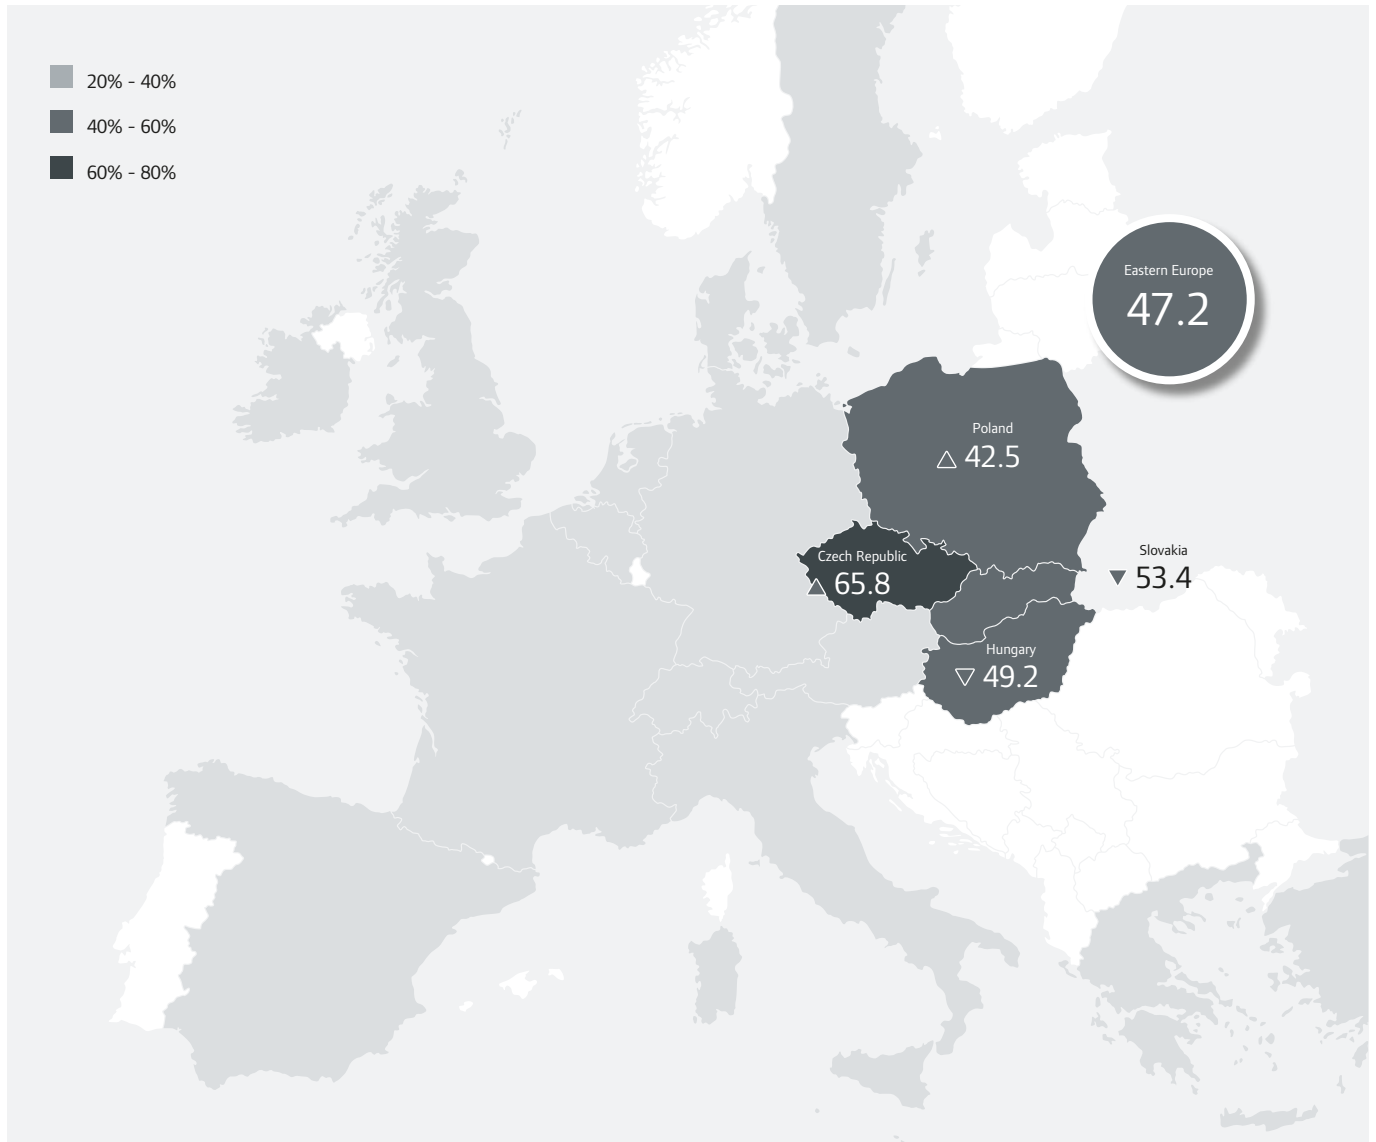 20% - 40%
40% - 60%
60% - 80%
Eastern Europe
47.2
Poland
△ 42.5
Czech Republic
△ 65.8
Slovakia
▼ 53.4
Hungary
▽ 49.2